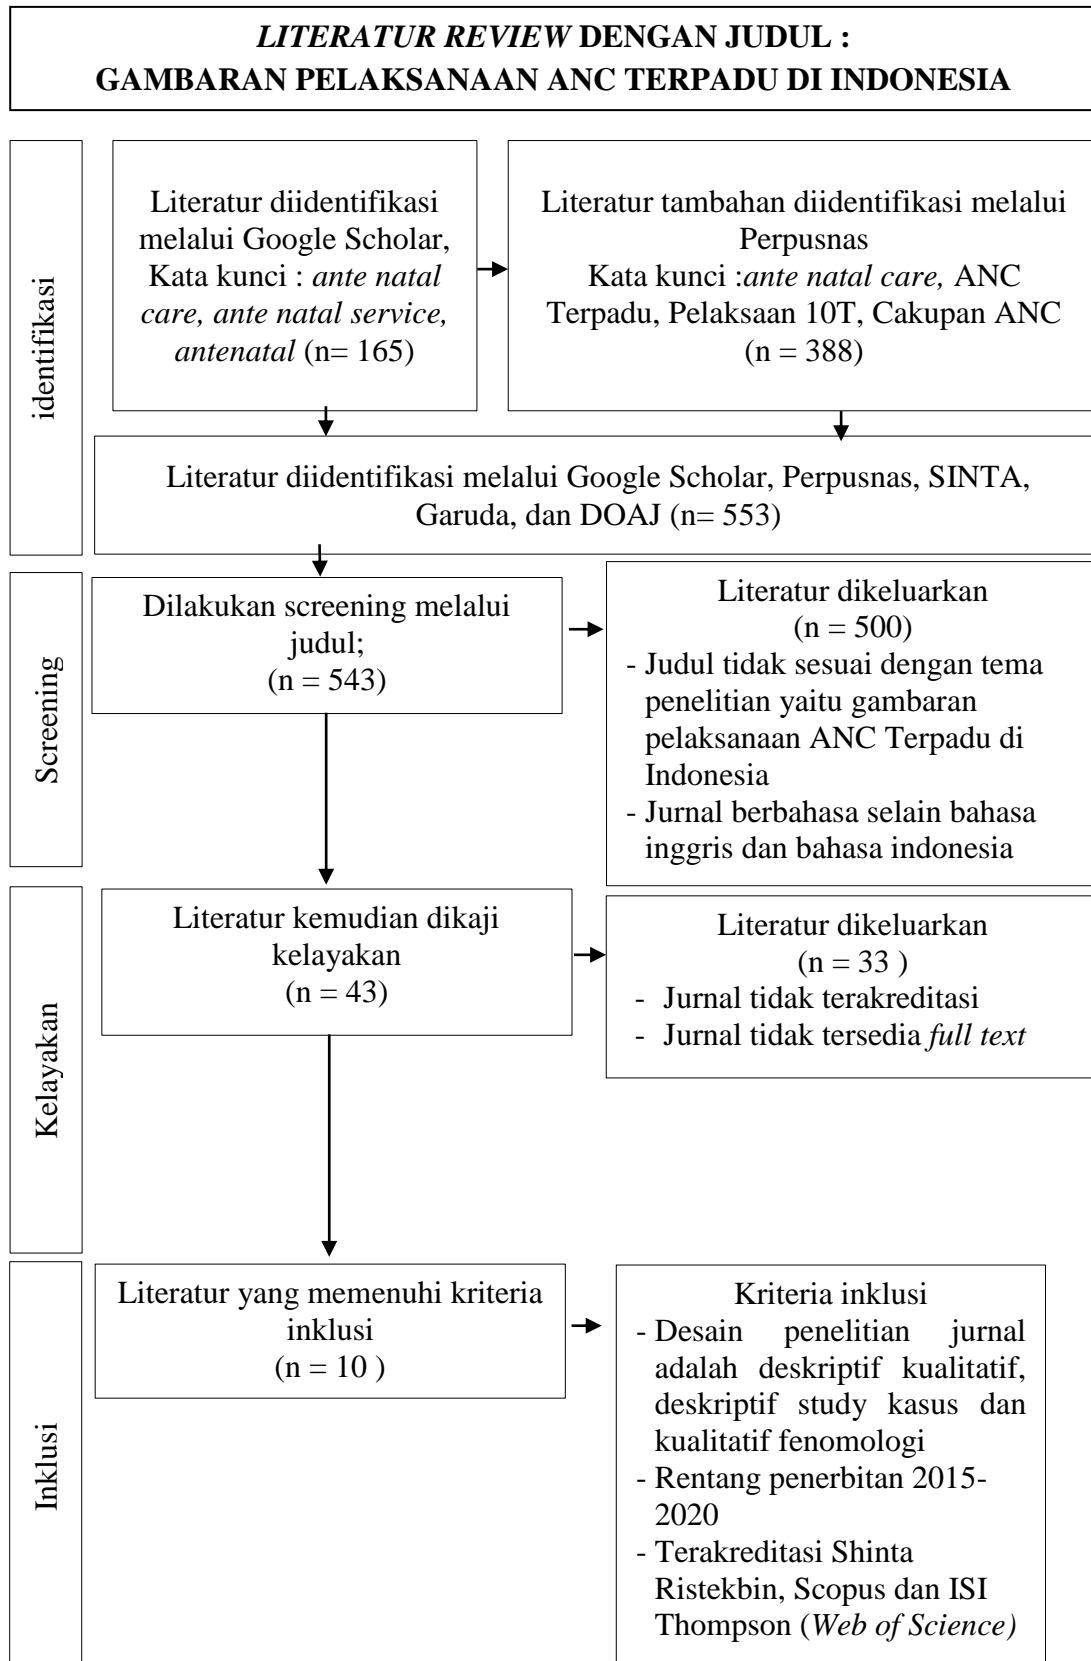 LITERATUR REVIEW DENGAN JUDUL :
GAMBARAN PELAKSANAAN ANC TERPADU DI INDONESIA
identifikasi
Literatur diidentifikasi
melalui Google Scholar,
Kata kunci : ante natal
care, ante natal service,
antenatal (n= 165)
Literatur tambahan diidentifikasi melalui
Perpusnas
Kata kunci :ante natal care, ANC
Terpadu, Pelaksaan 10T, Cakupan ANC
(n = 388)
Literatur diidentifikasi melalui Google Scholar, Perpusnas, SINTA,
Garuda, dan DOAJ (n= 553)
Screening
Dilakukan screening melalui
judul;
(n = 543)
Literatur dikeluarkan
(n = 500)
- Judul tidak sesuai dengan tema
penelitian yaitu gambaran
pelaksanaan ANC Terpadu di
Indonesia
- Jurnal berbahasa selain bahasa
inggris dan bahasa indonesia
Kelayakan
Literatur kemudian dikaji
kelayakan
(n = 43)
Literatur dikeluarkan
(n = 33 )
- Jurnal tidak terakreditasi
- Jurnal tidak tersedia full text
Inklusi
Literatur yang memenuhi kriteria
inklusi
(n = 10 )
Kriteria inklusi
- Desain penelitian jurnal
adalah deskriptif kualitatif,
deskriptif study kasus dan
kualitatif fenomologi
- Rentang penerbitan 2015-
2020
- Terakreditasi Shinta
Ristekbin, Scopus dan ISI
Thompson (Web of Science)